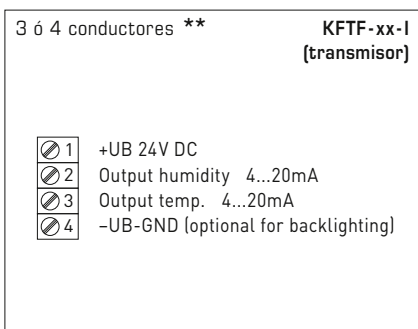 3 ó 4 conductores ** KFTF-xx-I
(transmisor)
1 +UB 24V DC
2 Output humidity 4...20mA
3 Output temp. 4...20mA
4 –UB-GND (optional for backlighting)